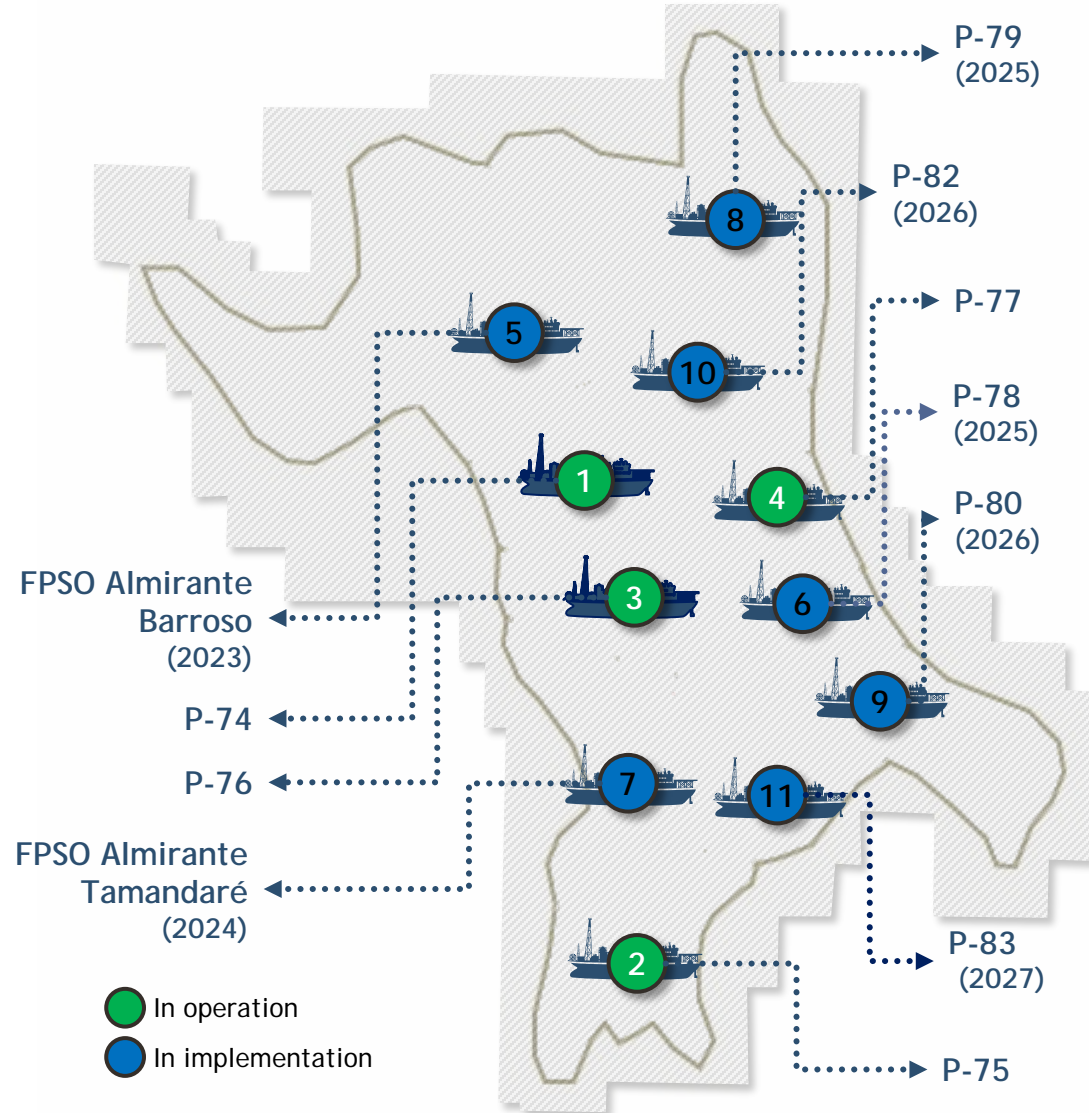 P-79
(2025)
P-82
(2026)
8
P-77
5
10
P-78
(2025)
1
4
P-80
(2026)
FPSO Almirante
Barroso
(2023)
3
6
P-74
9
P-76
7
11
FPSO Almirante
Tamandaré
(2024)
P-83
(2027)
2
In operation
In implementation
P-75